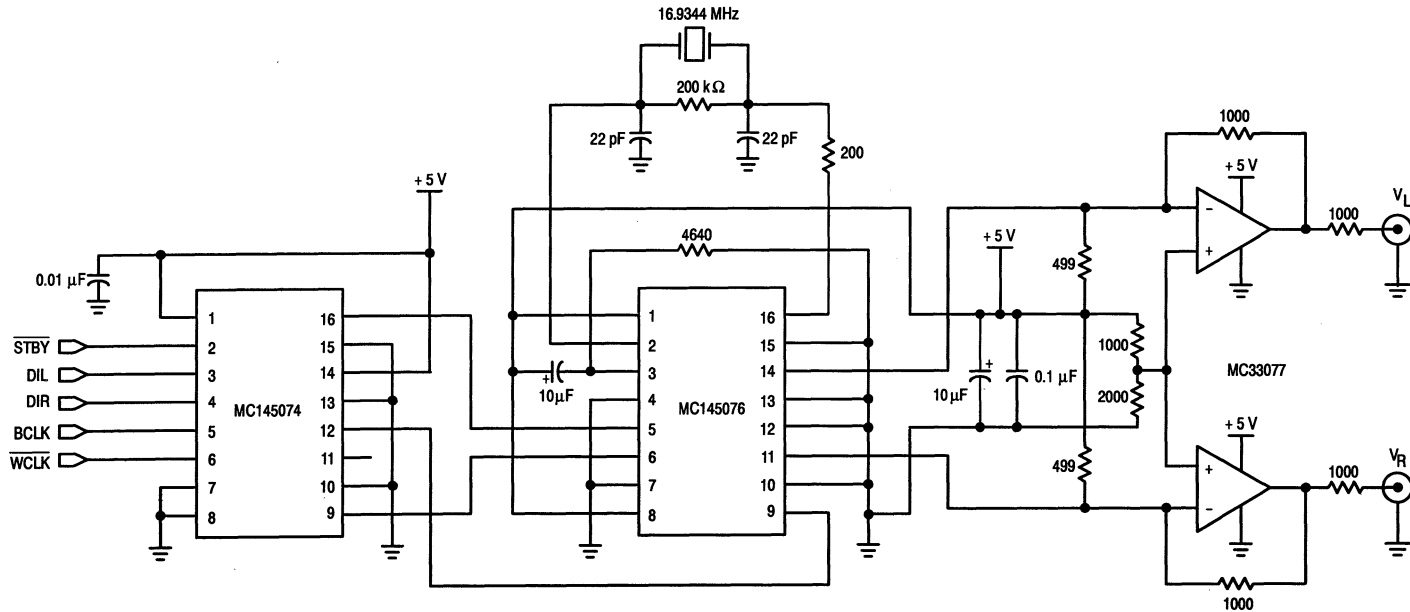 16.9344 MHz
200 kΩ
22 pF
22 pF
200
1000
+ 5 V
+ 5 V
V_L
1000
4640
+ 5 V
499
0.01 µF
1
2
3
4
5
6
7
8
16
15
14
13
12
11
10
9
MC145074
S̅T̅B̅Y̅
DIL
DIR
BCLK
W̅C̅L̅K̅
+
10µF
1
2
3
4
5
6
7
8
16
15
14
13
12
11
10
9
MC145076
+
10 µF
0.1 µF
1000
2000
MC33077
−
+
499
+ 5 V
+
−
1000
V_R
1000